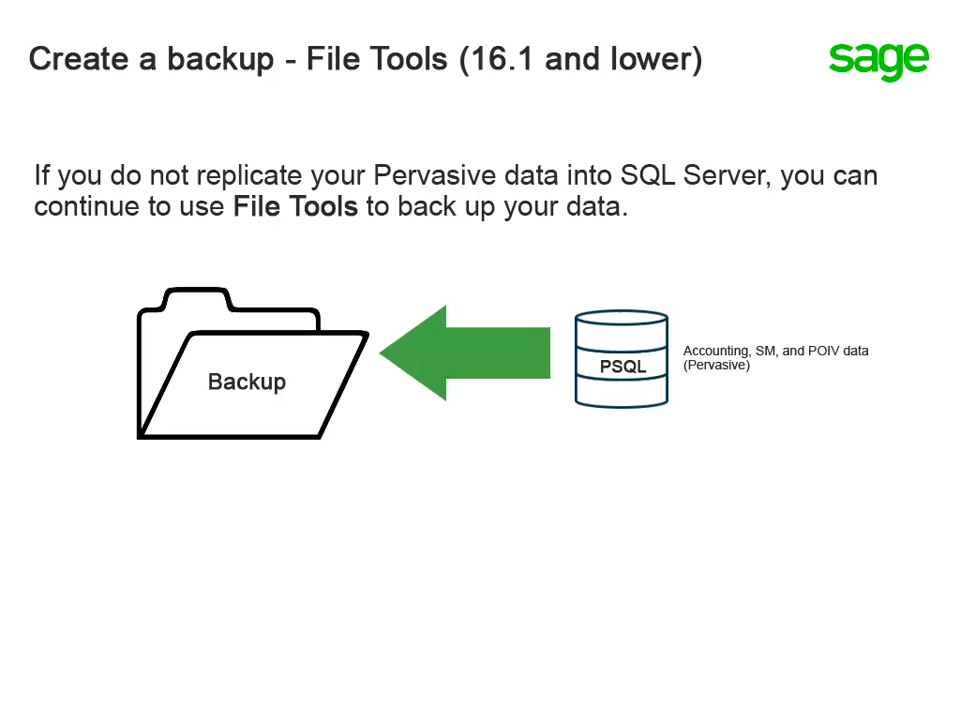 Create a backup - File Tools (16.1 and lower)
sage
If you do not replicate your Pervasive data into SQL Server, you can
continue to use File Tools to back up your data.
Backup
PSQL
Accounting, SM, and POIV data
(Pervasive)